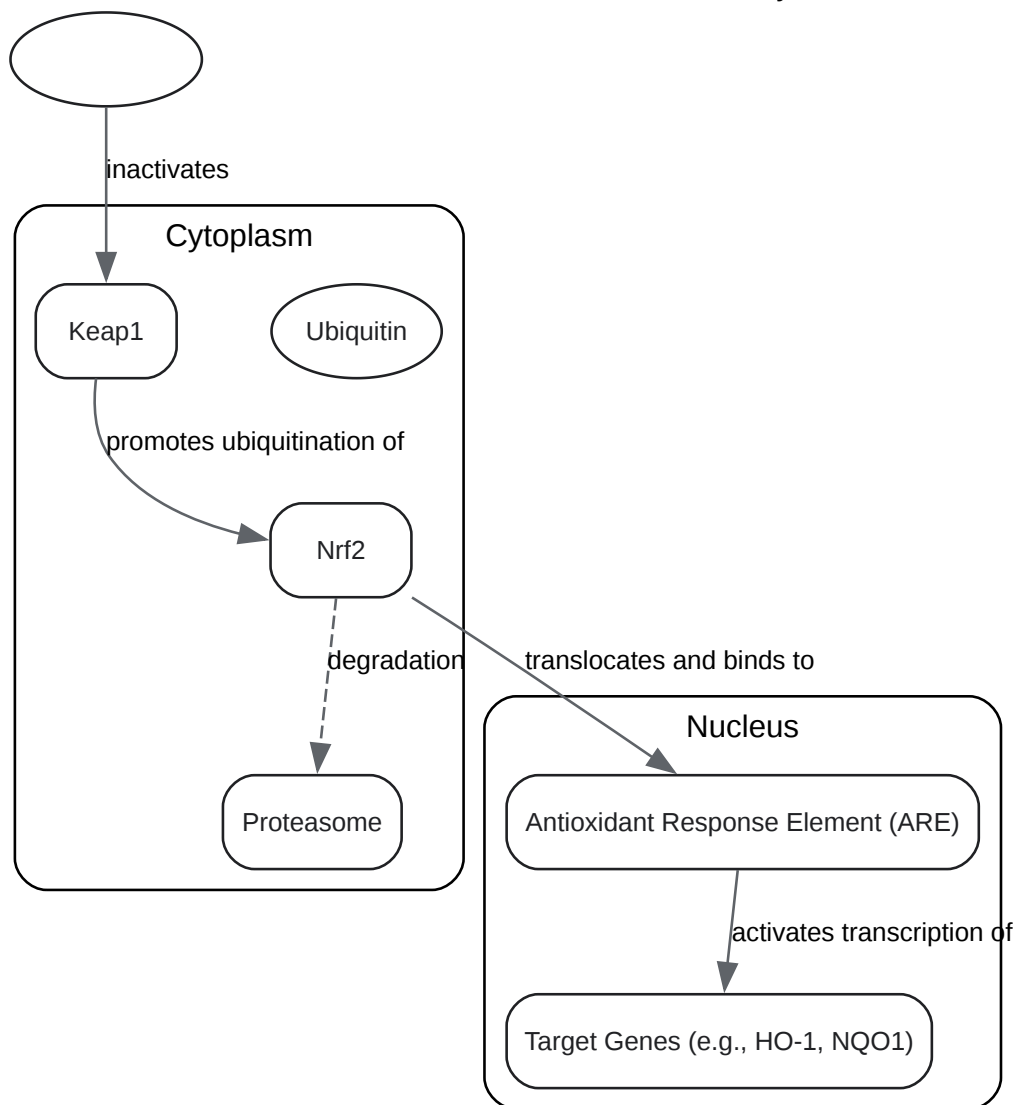 inactivates
Cytoplasm
Keap1
Ubiquitin
promotes ubiquitination of
Nrf2
degradation
translocates and binds to
Nucleus
Proteasome
Antioxidant Response Element (ARE)
activates transcription of
Target Genes (e.g., HO-1, NQO1)